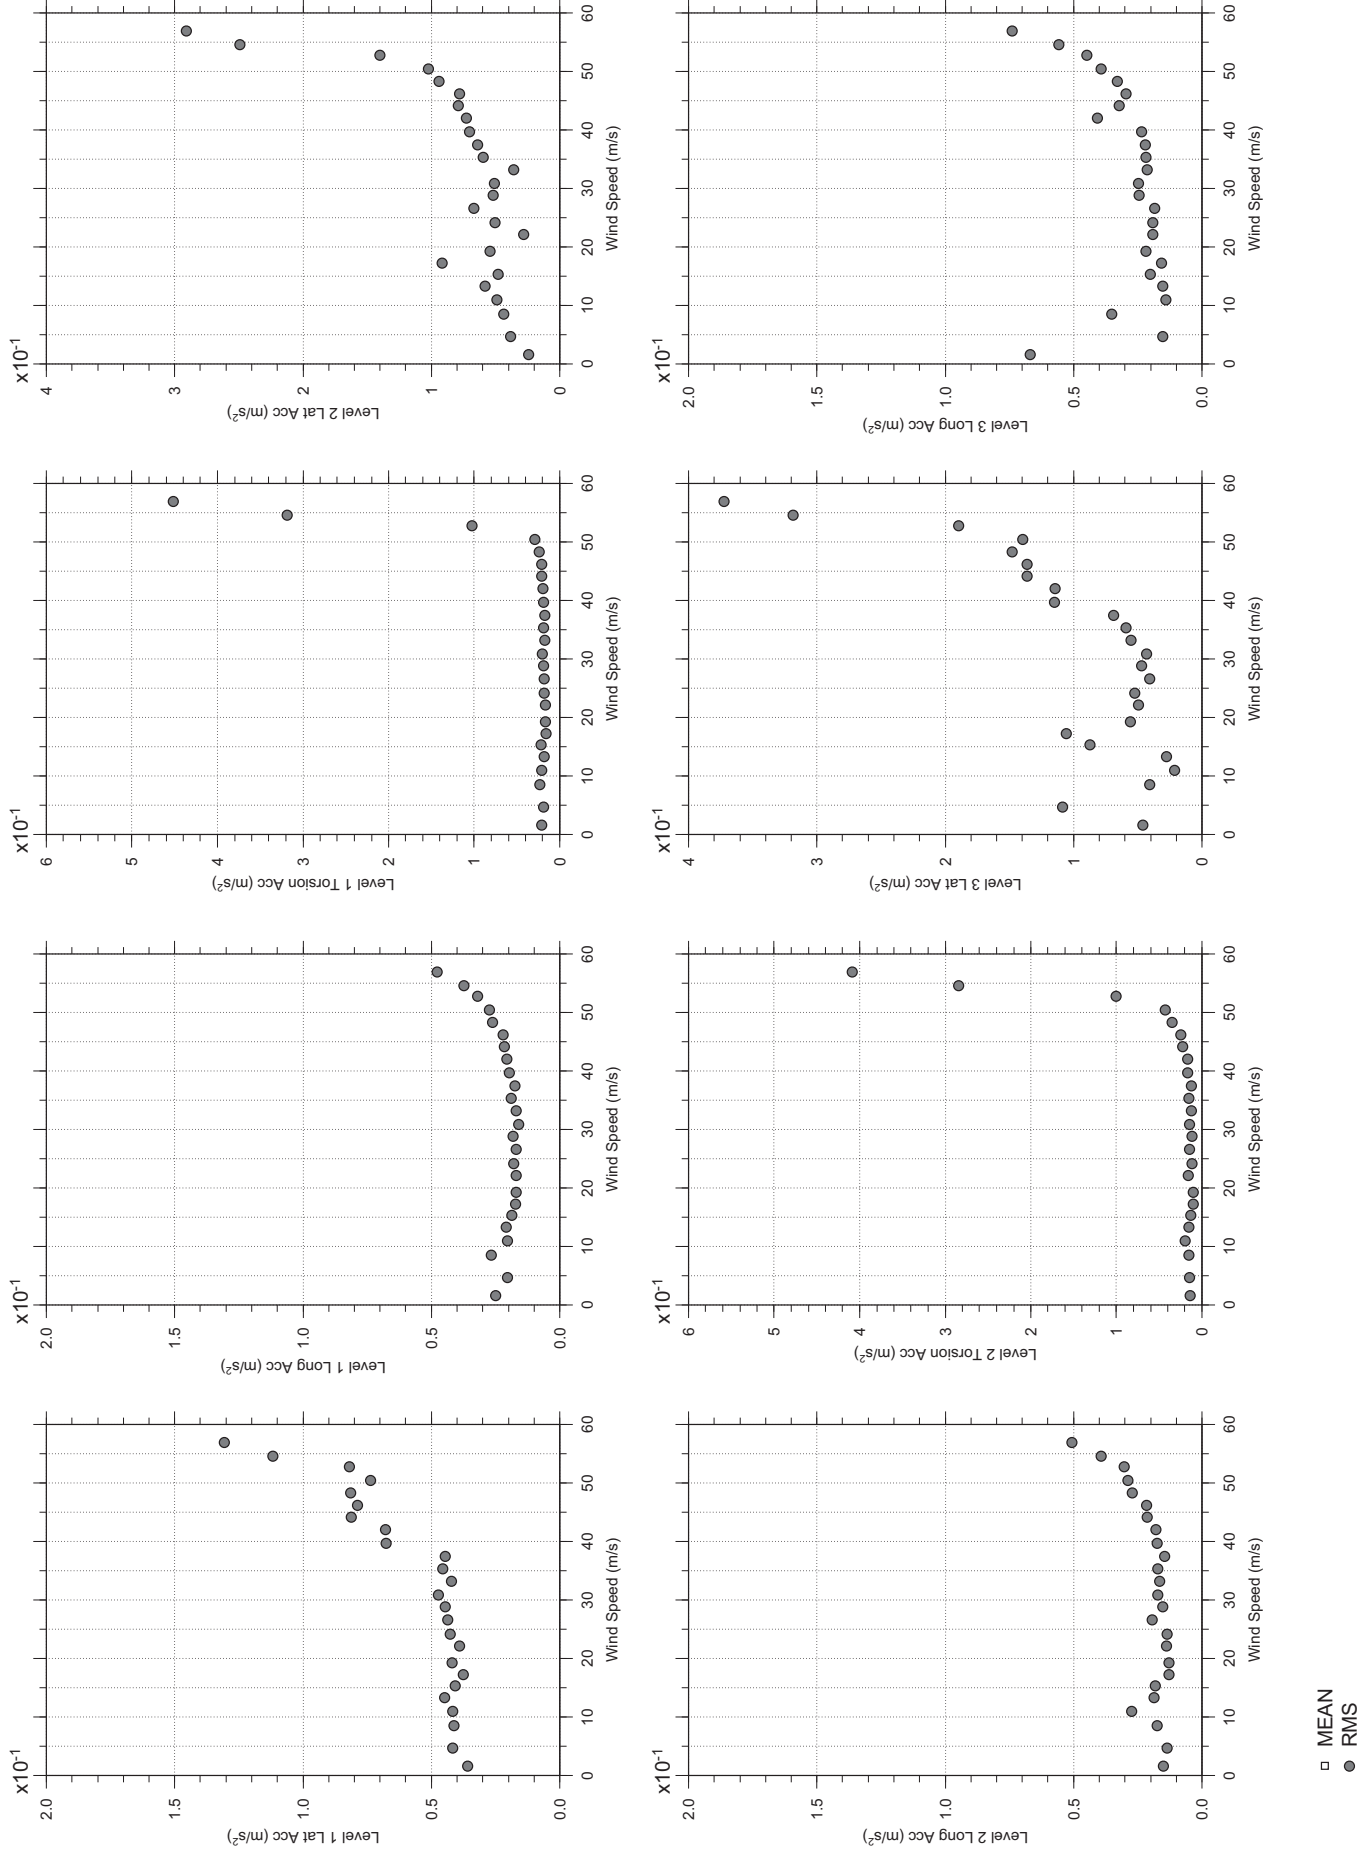 x10⁻¹
2.0
1.5
1.0
0.5
0.0
Level 1 Lat Acc (m/s²)
0 10 20 30 40 50 60
Wind Speed (m/s)
x10⁻¹
2.0
1.5
1.0
0.5
0.0
Level 1 Long Acc (m/s²)
0 10 20 30 40 50 60
Wind Speed (m/s)
x10⁻¹
6
5
4
3
2
1
0
Level 1 Torsion Acc (m/s²)
0 10 20 30 40 50 60
Wind Speed (m/s)
x10⁻¹
4
3
2
1
0
Level 2 Lat Acc (m/s²)
0 10 20 30 40 50 60
Wind Speed (m/s)
x10⁻¹
2.0
1.5
1.0
0.5
0.0
Level 2 Long Acc (m/s²)
0 10 20 30 40 50 60
Wind Speed (m/s)
x10⁻¹
6
5
4
3
2
1
0
Level 2 Torsion Acc (m/s²)
0 10 20 30 40 50 60
Wind Speed (m/s)
x10⁻¹
4
3
2
1
0
Level 3 Lat Acc (m/s²)
0 10 20 30 40 50 60
Wind Speed (m/s)
x10⁻¹
2.0
1.5
1.0
0.5
0.0
Level 3 Long Acc (m/s²)
0 10 20 30 40 50 60
Wind Speed (m/s)
MEAN
RMS